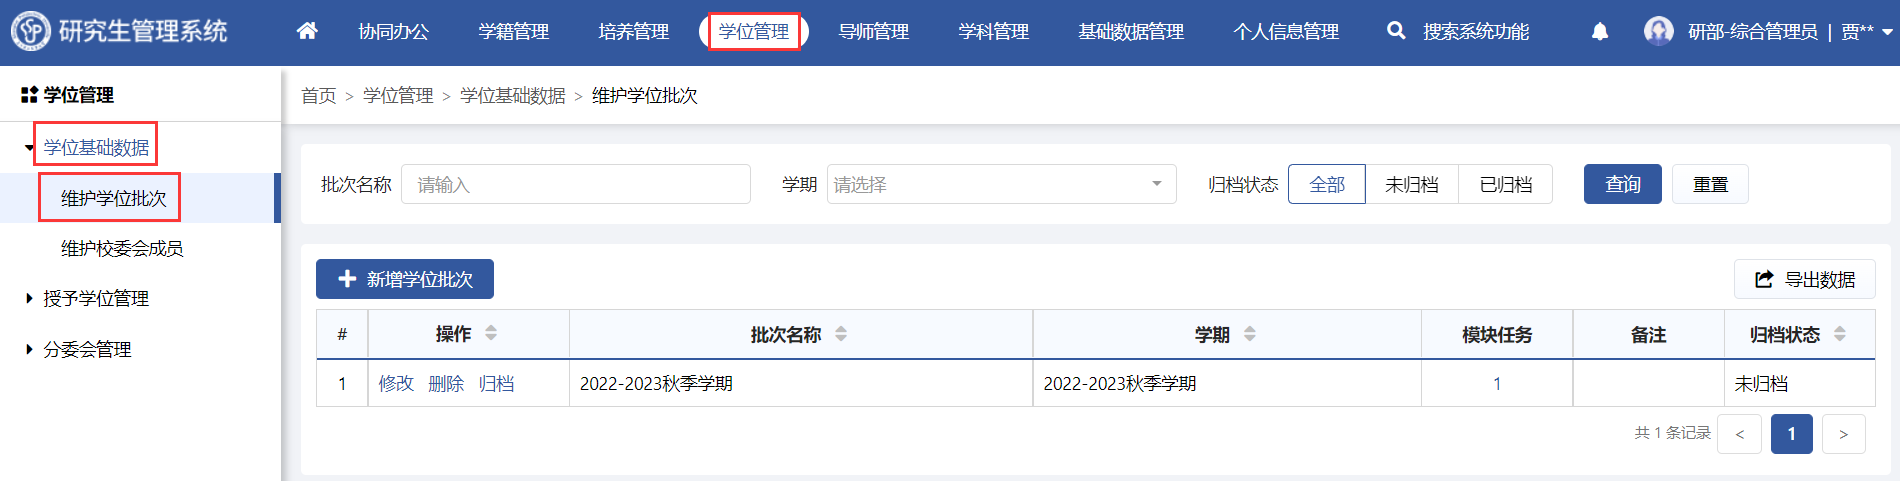 研究生管理系统 协同办公 学籍管理 培养管理 学位管理 导师管理 学科管理 基础数据管理 个人信息管理 搜索系统功能 研部-综合管理员 | 贾**
学位管理
首页 > 学位管理 > 学位基础数据 > 维护学位批次
学位基础数据
维护学位批次
维护校委会成员
授予学位管理
分委会管理
批次名称 请输入 学期 请选择 归档状态 全部 未归档 已归档 查询 重置
新增学位批次 导出数据
# 操作 批次名称 学期 模块任务 备注 归档状态
1 修改 删除 归档 2022-2023秋季学期 2022-2023秋季学期 1 未归档
共 1 条记录 < 1 >